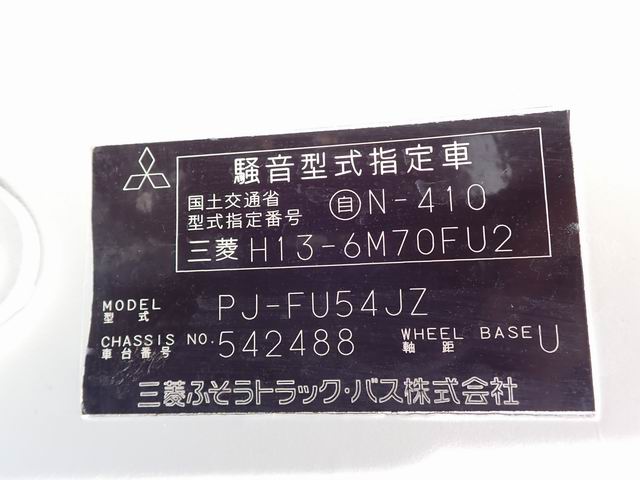 騒音型式指定車
国土交通省
型式指定番号 自N-410
三菱 H13-6M70FU2
MODEL
型式 PJ-FU54JZ
CHASSIS NO.
車台番号 542488 WHEEL BASE
軸距 U
三菱ふそうトラック・バス株式会社